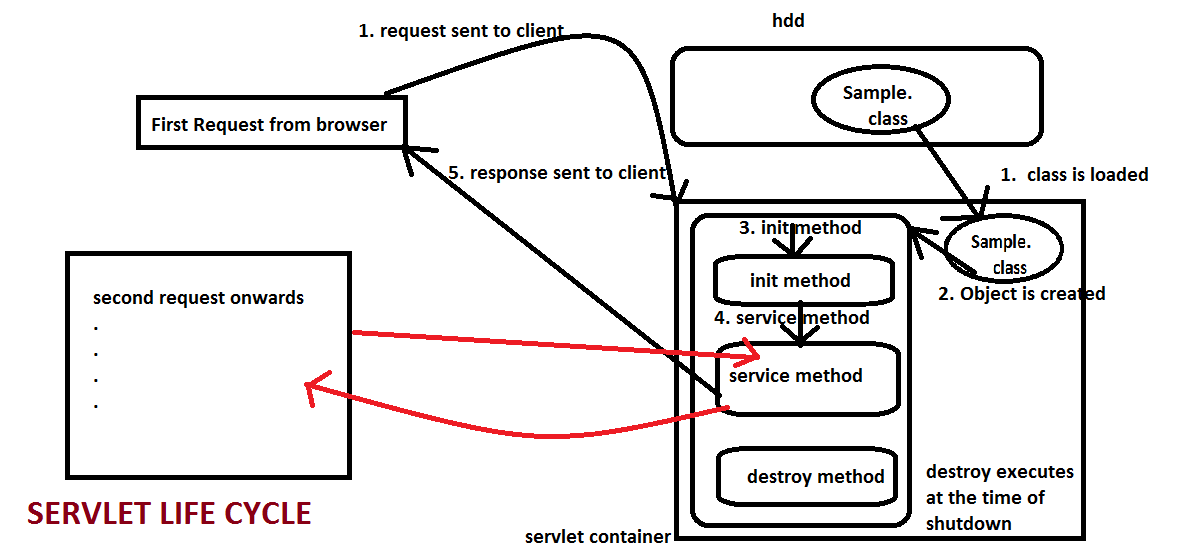 hdd
1. request sent to client
Sample.
class
First Request from browser
5. response sent to client
1. class is loaded
3. init method
Sample.
class
init method
2. Object is created
second request onwards
.
.
.
.
4. service method
service method
destroy method
destroy executes
at the time of
shutdown
SERVLET LIFE CYCLE
servlet container